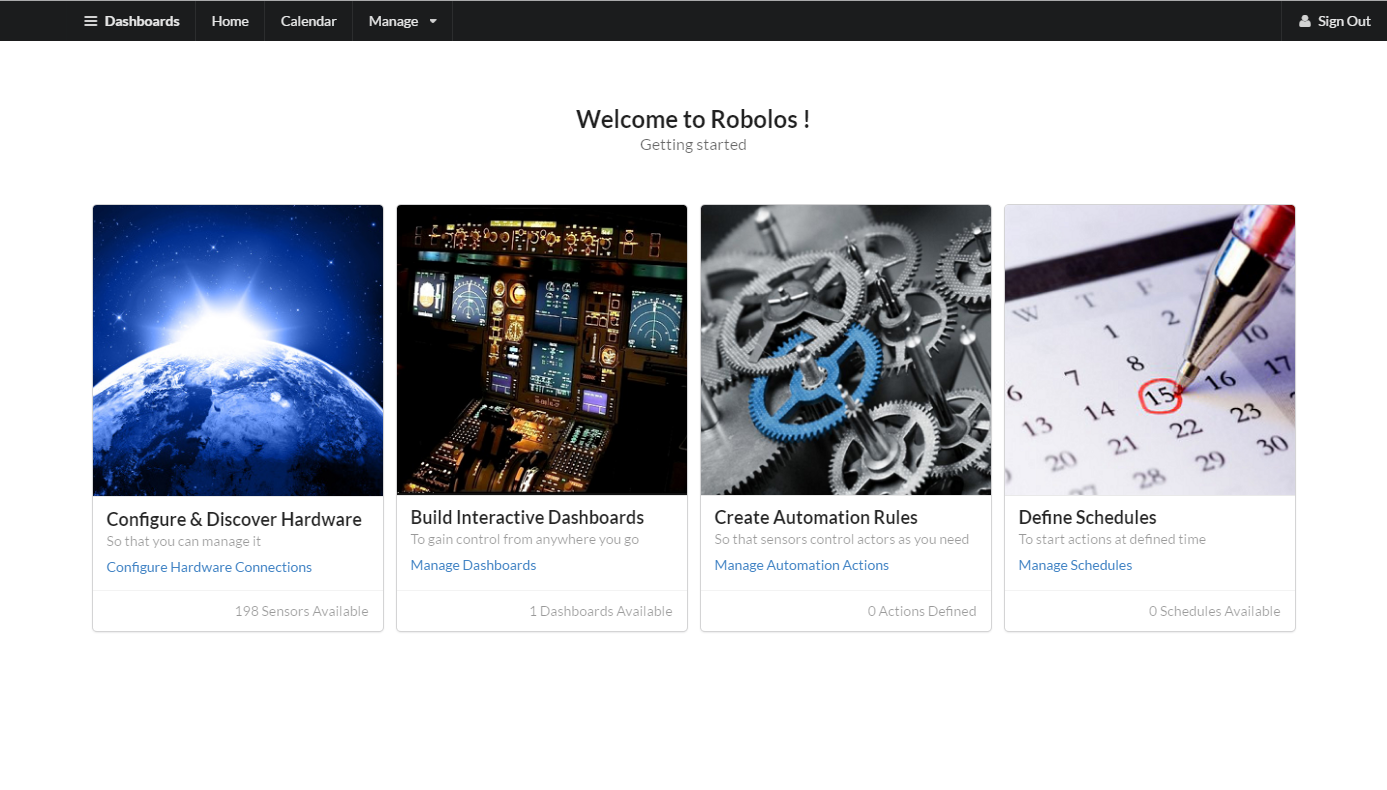 Dashboards Home Calendar Manage Sign Out
Welcome to Robolos !
Getting started
W T F
1 2
6 7 8 10
13 14 15 16 17
20 21 22 23
28 29 30
Configure & Discover Hardware
So that you can manage it
Configure Hardware Connections
198 Sensors Available
Build Interactive Dashboards
To gain control from anywhere you go
Manage Dashboards
1 Dashboards Available
Create Automation Rules
So that sensors control actors as you need
Manage Automation Actions
0 Actions Defined
Define Schedules
To start actions at defined time
Manage Schedules
0 Schedules Available